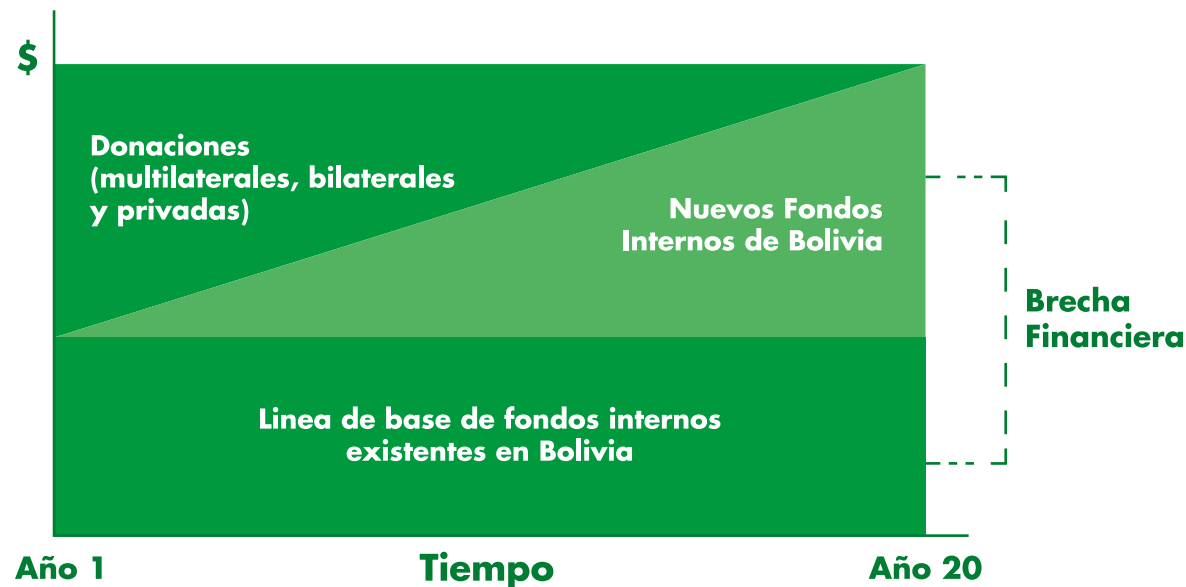 $
Donaciones
(multilaterales, bilaterales
y privadas)
Nuevos Fondos
Internos de Bolivia
Brecha
Financiera
Linea de base de fondos internos
existentes en Bolivia
Año 1
Tiempo
Año 20